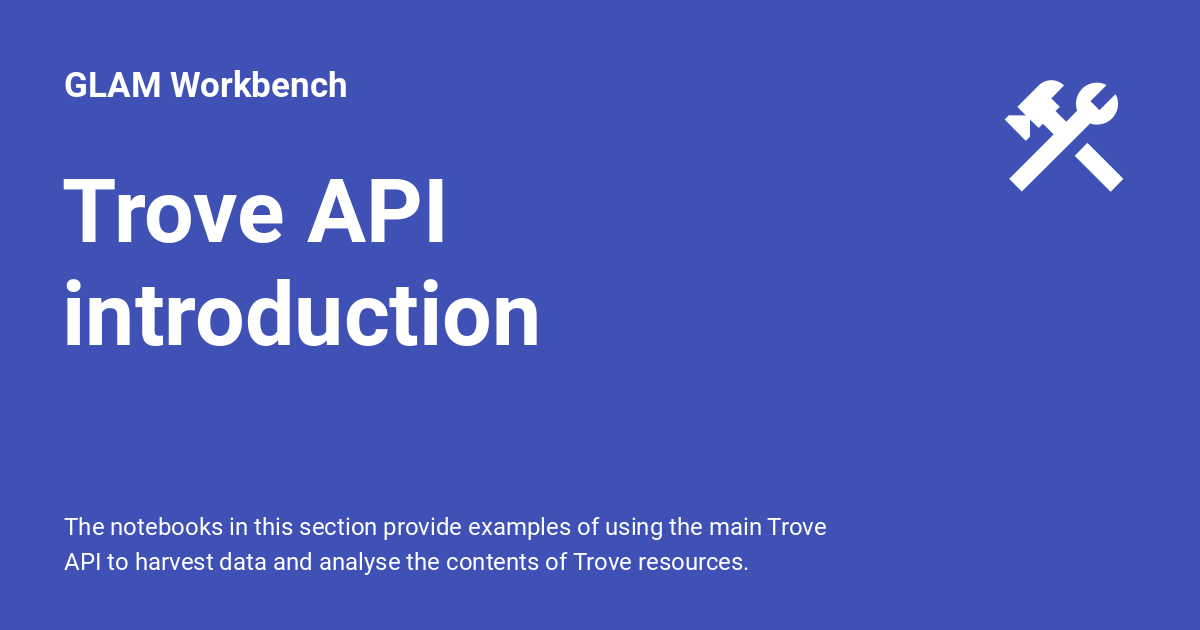 GLAM Workbench
Trove API
introduction
The notebooks in this section provide examples of using the main Trove
API to harvest data and analyse the contents of Trove resources.